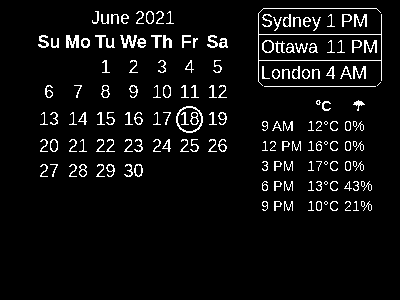 June 2021
Su Mo Tu We Th Fr Sa
1 2 3 4 5
6 7 8 9 10 11 12
13 14 15 16 17 18 19
20 21 22 23 24 25 26
27 28 29 30
Sydney 1 PM
Ottawa 11 PM
London 4 AM
°C ☂
9 AM 12°C 0%
12 PM 16°C 0%
3 PM 17°C 0%
6 PM 13°C 43%
9 PM 10°C 21%